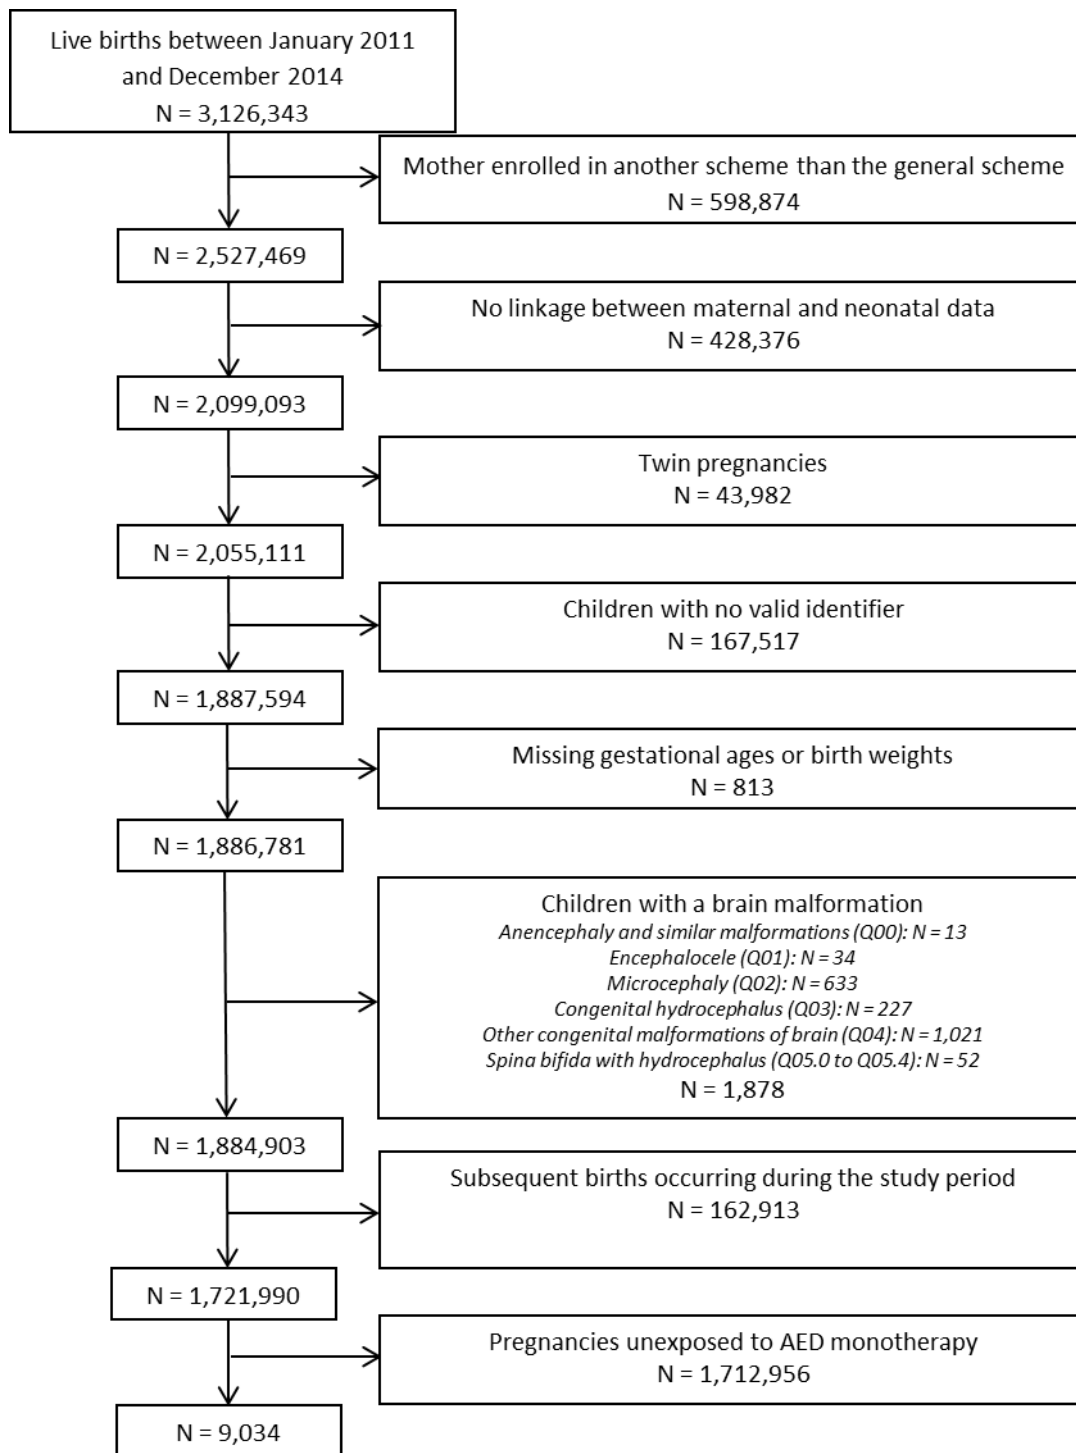 Live births between January 2011
and December 2014
N = 3,126,343
Mother enrolled in another scheme than the general scheme
N = 598,874
N = 2,527,469
No linkage between maternal and neonatal data
N = 428,376
N = 2,099,093
Twin pregnancies
N = 43,982
N = 2,055,111
Children with no valid identifier
N = 167,517
N = 1,887,594
Missing gestational ages or birth weights
N = 813
N = 1,886,781
Children with a brain malformation
Anencephaly and similar malformations (Q00): N = 13
Encephalocele (Q01): N = 34
Microcephaly (Q02): N = 633
Congenital hydrocephalus (Q03): N = 227
Other congenital malformations of brain (Q04): N = 1,021
Spina bifida with hydrocephalus (Q05.0 to Q05.4): N = 52
N = 1,878
N = 1,884,903
Subsequent births occurring during the study period
N = 162,913
N = 1,721,990
Pregnancies unexposed to AED monotherapy
N = 1,712,956
N = 9,034